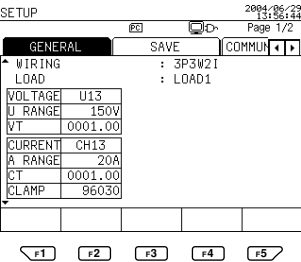 SETUP 2004/06/29
13:56:44
PC Page 1/2
GENERAL SAVE COMMUN
WIRING : 3P3W2I
LOAD : LOAD1
VOLTAGE U13
U RANGE 150V
VT 0001.00
CURRENT CH13
A RANGE 20A
CT 0001.00
CLAMP 96030
F1 F2 F3 F4 F5